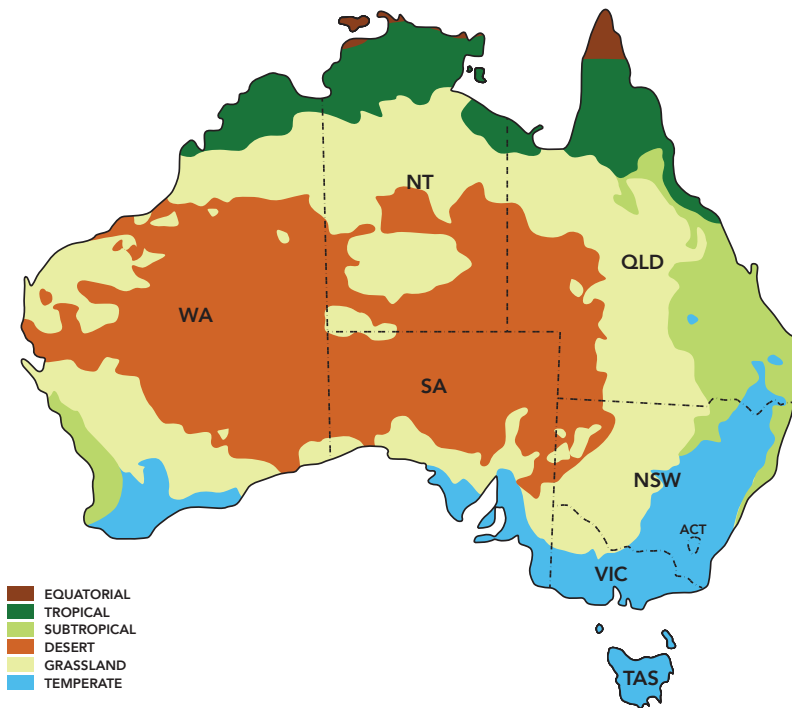 NT
QLD
WA
SA
NSW
ACT
VIC
TAS
EQUATORIAL
TROPICAL
SUBTROPICAL
DESERT
GRASSLAND
TEMPERATE